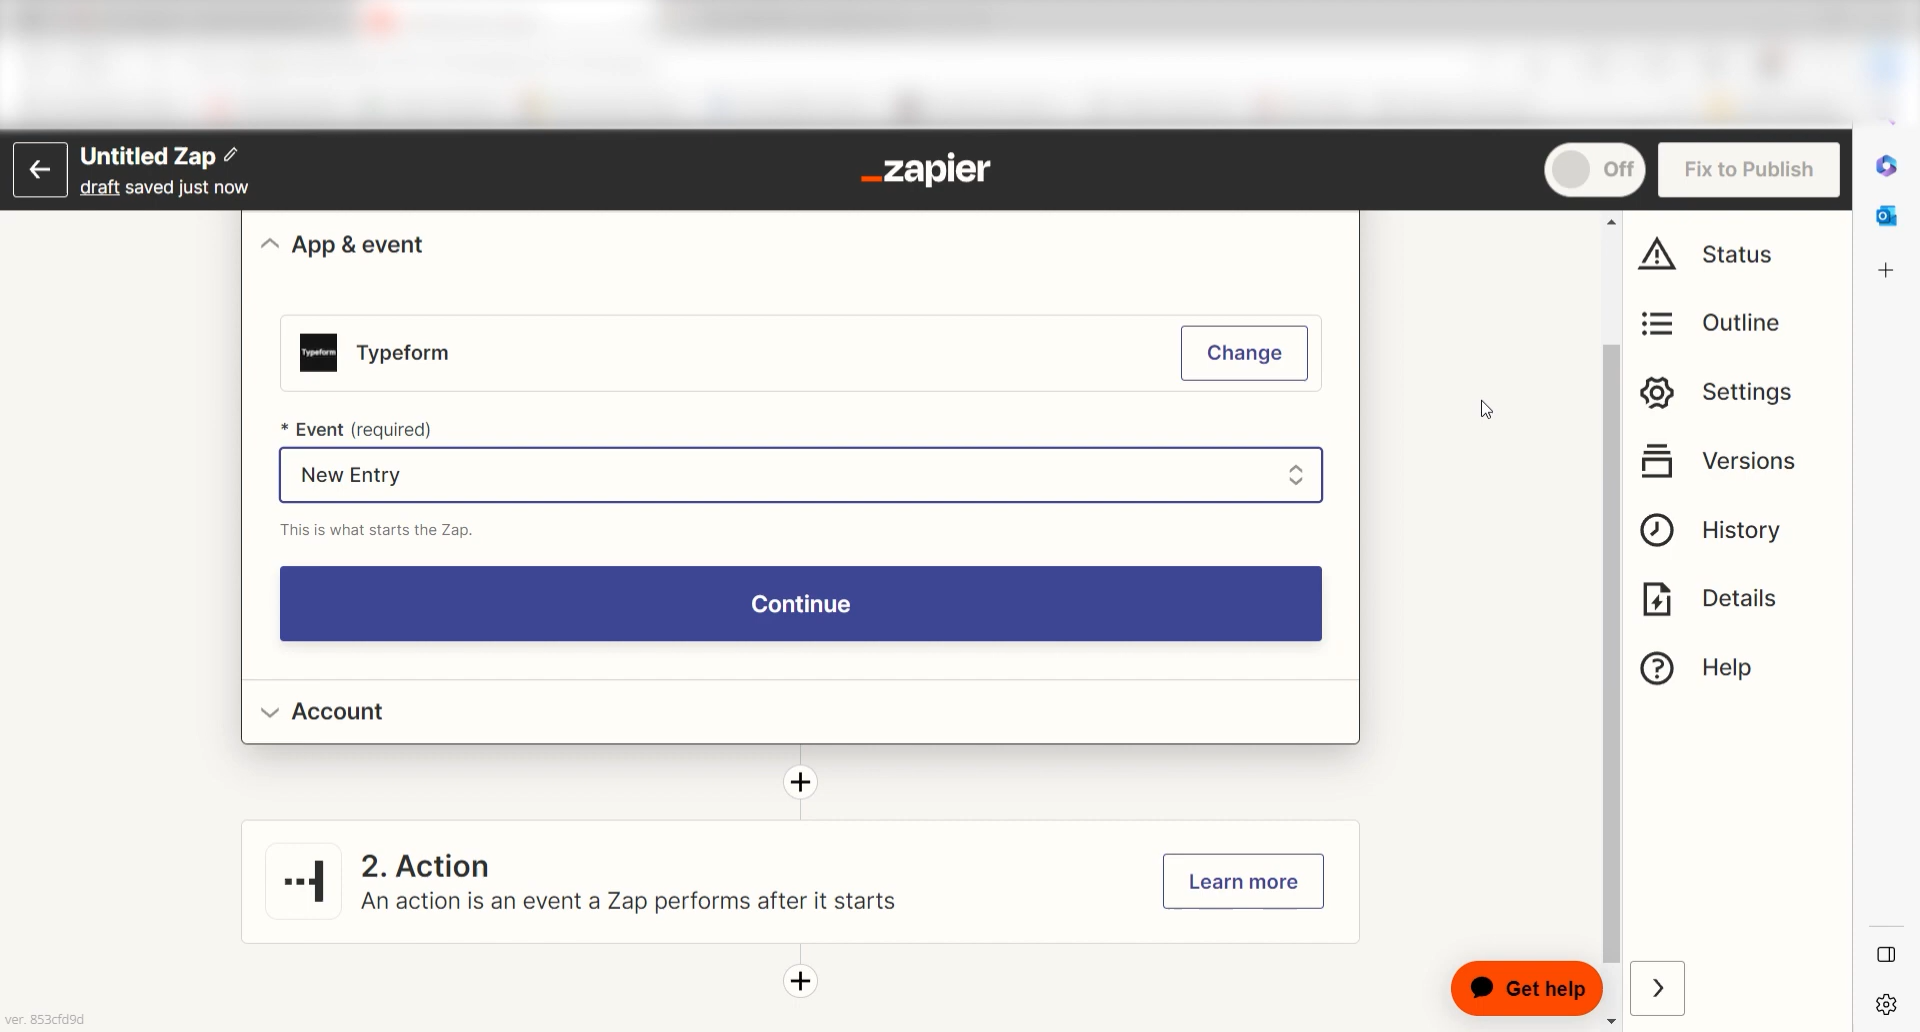 Untitled Zap
draft saved just now
zapier
Off
Fix to Publish
App & event
Typeform
Typeform
Change
* Event (required)
New Entry
This is what starts the Zap.
Continue
Account
2. Action
An action is an event a Zap performs after it starts
Learn more
Status
Outline
Settings
Versions
History
Details
Help
Get help
ver. 853cfd9d